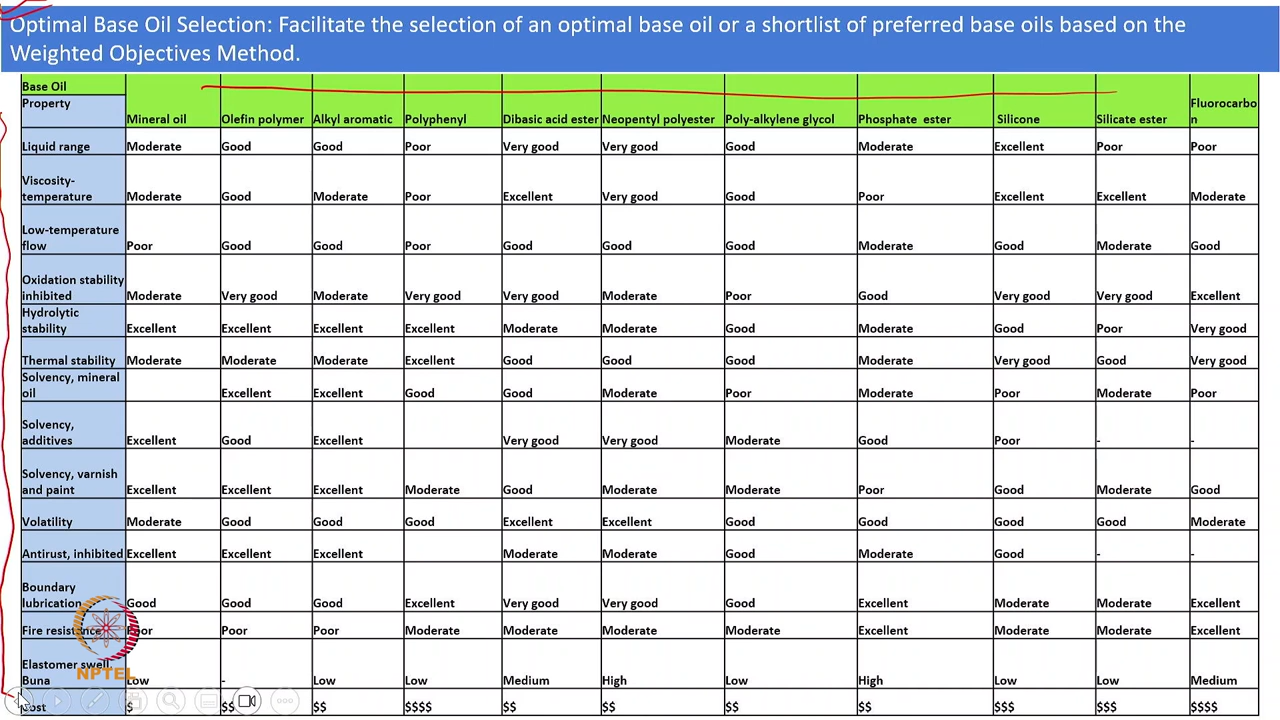 Optimal Base Oil Selection: Facilitate the selection of an optimal base oil or a shortlist of preferred base oils based on the
Weighted Objectives Method.
Base Oil
Property Mineral oil Olefin polymer Alkyl aromatic Polyphenyl Dibasic acid ester Neopentyl polyester Poly-alkylene glycol Phosphate ester Silicone Silicate ester Fluorocarbo
n
Liquid range Moderate Good Good Poor Very good Very good Good Moderate Excellent Poor Poor
Viscosity-
temperature Moderate Good Moderate Poor Excellent Very good Good Poor Excellent Excellent Moderate
Low-temperature
flow Poor Good Good Poor Good Good Good Moderate Good Moderate Good
Oxidation stability
inhibited Moderate Very good Moderate Very good Very good Moderate Poor Good Very good Very good Excellent
Hydrolytic
stability Excellent Excellent Excellent Excellent Moderate Moderate Good Moderate Good Poor Very good
Thermal stability Moderate Moderate Moderate Excellent Good Good Good Moderate Very good Good Very good
Solvency, mineral
oil Excellent Excellent Good Good Moderate Poor Moderate Poor Moderate Poor
Solvency,
additives Excellent Good Excellent Very good Very good Moderate Good Poor - -
Solvency, varnish
and paint Excellent Excellent Excellent Moderate Good Moderate Moderate Poor Good Moderate Good
Volatility Moderate Good Good Good Excellent Excellent Good Good Good Good Moderate
Antirust, inhibited Excellent Excellent Excellent Moderate Moderate Good Moderate Good - -
Boundary
lubrication Good Good Good Excellent Very good Very good Good Excellent Moderate Moderate Excellent
Fire resistance Poor Poor Poor Moderate Moderate Moderate Moderate Excellent Moderate Moderate Excellent
Elastomer swell
Buna Low - Low Low Medium High Low High Low Low Medium
Cost $ $$ $$ $$$$ $$ $$ $$ $$ $$$ $$$ $$$$
NPTEL